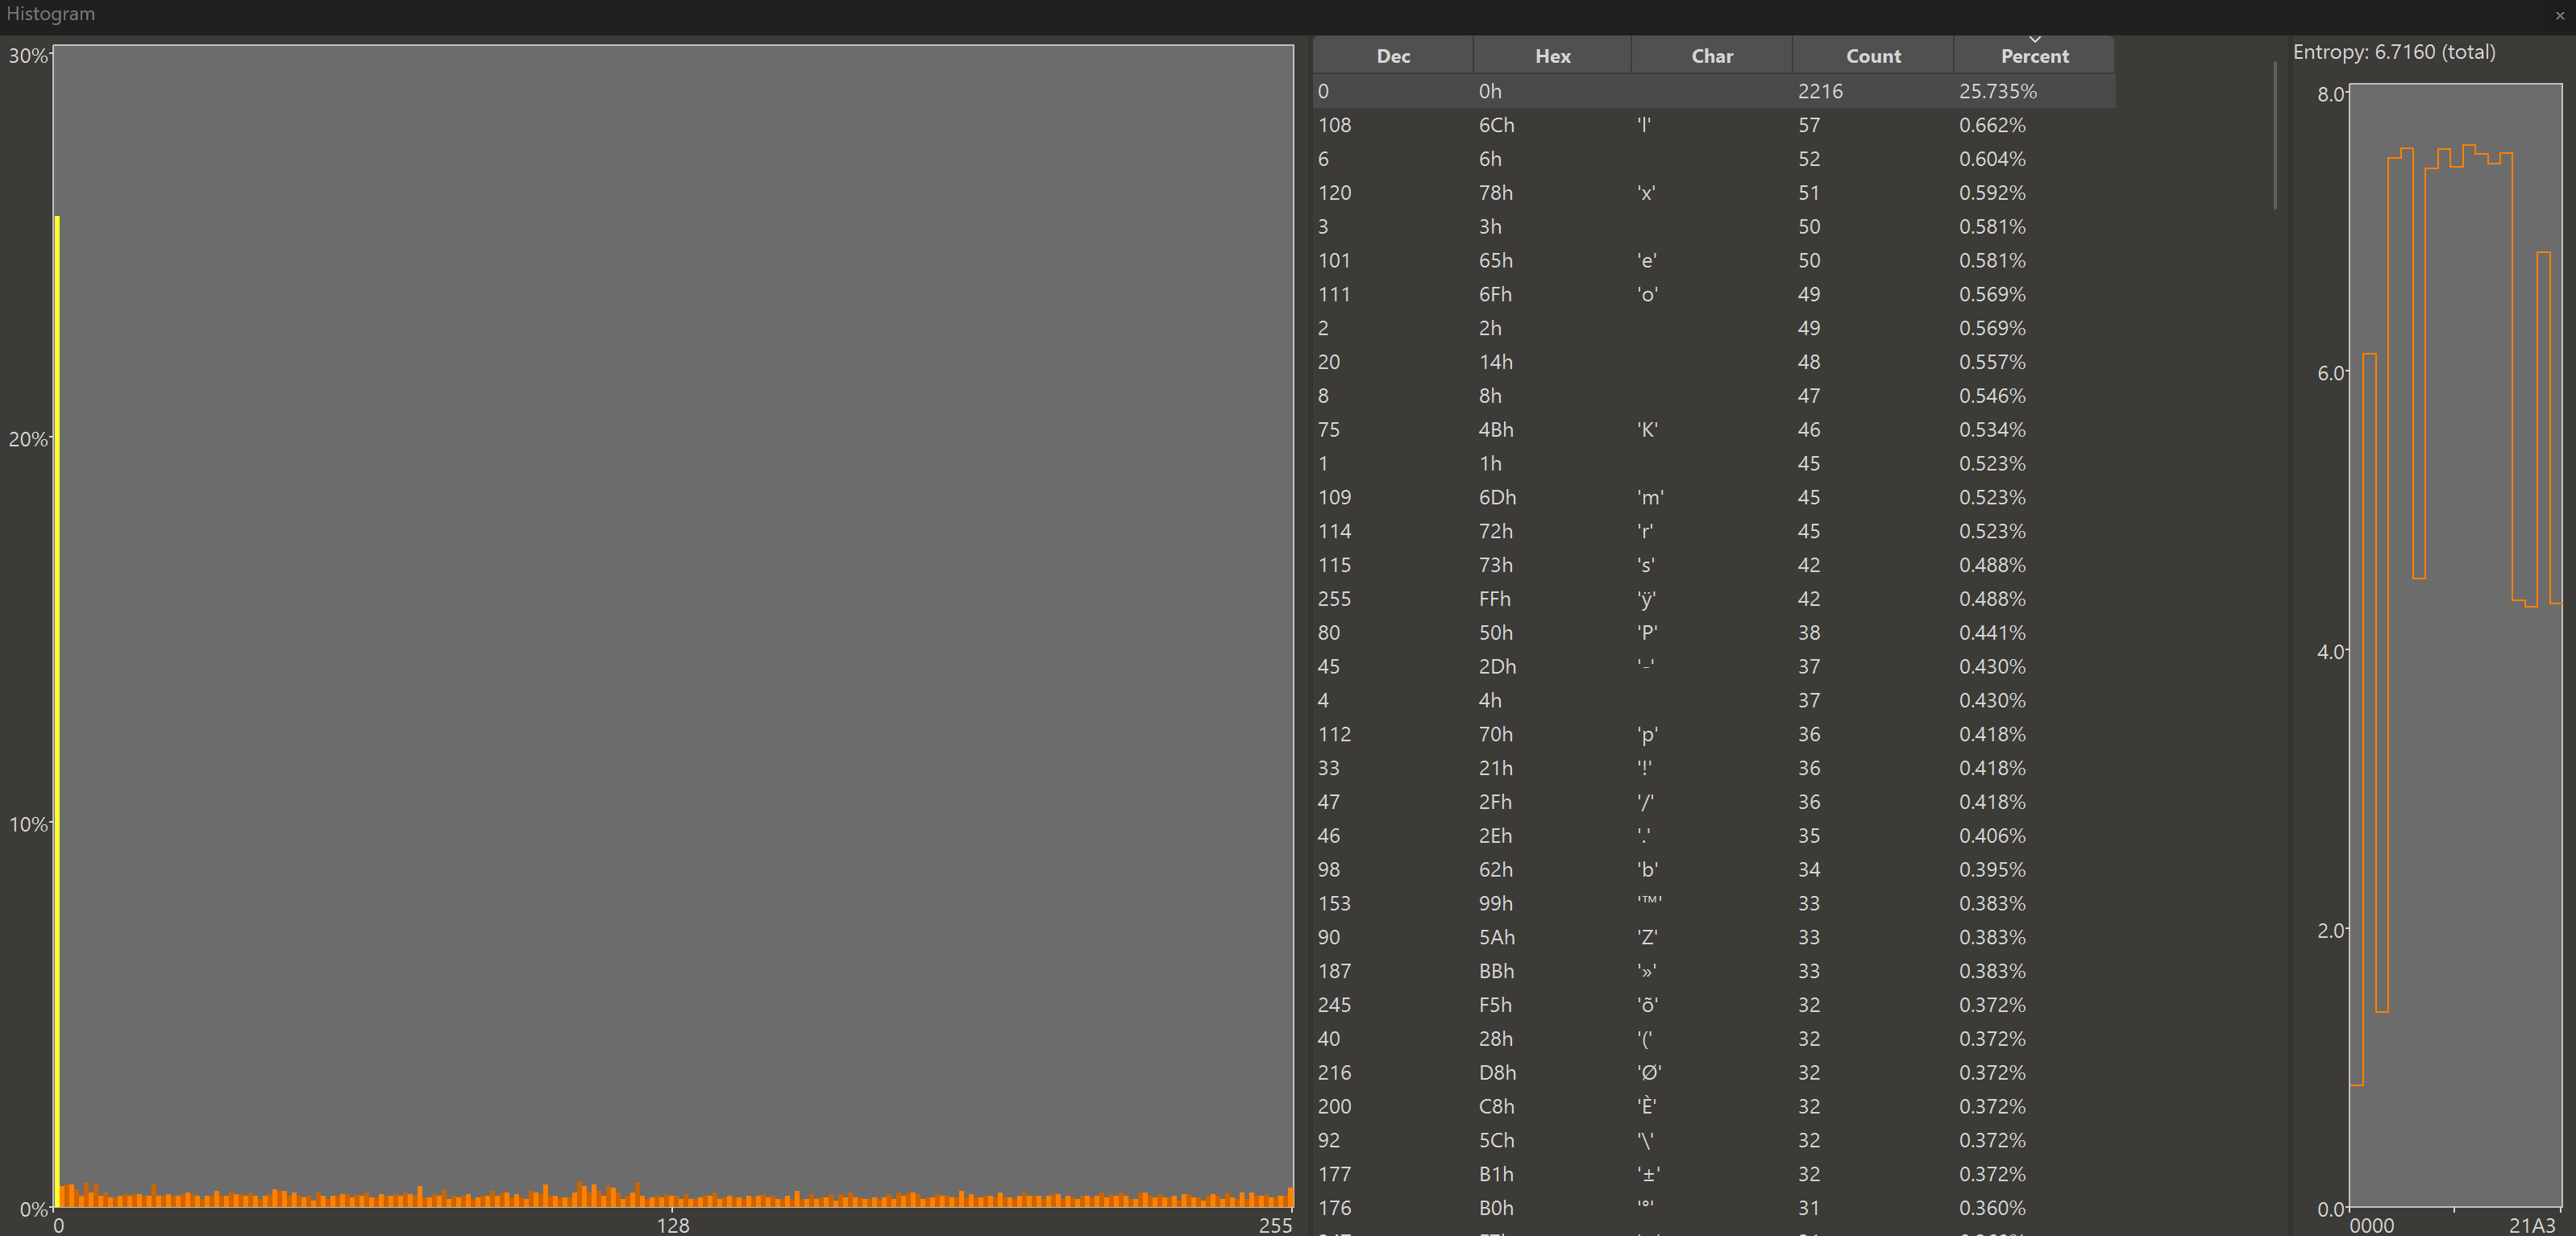 Histogram
×
30%
20%
10%
0%
0 128 255
Dec Hex Char Count Percent
0 0h 2216 25.735%
108 6Ch 'l' 57 0.662%
6 6h 52 0.604%
120 78h 'x' 51 0.592%
3 3h 50 0.581%
101 65h 'e' 50 0.581%
111 6Fh 'o' 49 0.569%
2 2h 49 0.569%
20 14h 48 0.557%
8 8h 47 0.546%
75 4Bh 'K' 46 0.534%
1 1h 45 0.523%
109 6Dh 'm' 45 0.523%
114 72h 'r' 45 0.523%
115 73h 's' 42 0.488%
255 FFh 'ÿ' 42 0.488%
80 50h 'P' 38 0.441%
45 2Dh '-' 37 0.430%
4 4h 37 0.430%
112 70h 'p' 36 0.418%
33 21h '!' 36 0.418%
47 2Fh '/' 36 0.418%
46 2Eh '.' 35 0.406%
98 62h 'b' 34 0.395%
153 99h '™' 33 0.383%
90 5Ah 'Z' 33 0.383%
187 BBh '»' 33 0.383%
245 F5h 'õ' 32 0.372%
40 28h '(' 32 0.372%
216 D8h 'Ø' 32 0.372%
200 C8h 'È' 32 0.372%
92 5Ch '\' 32 0.372%
177 B1h '±' 32 0.372%
176 B0h '°' 31 0.360%
Entropy: 6.7160 (total)
8.0
6.0
4.0
2.0
0.0
0000 21A3